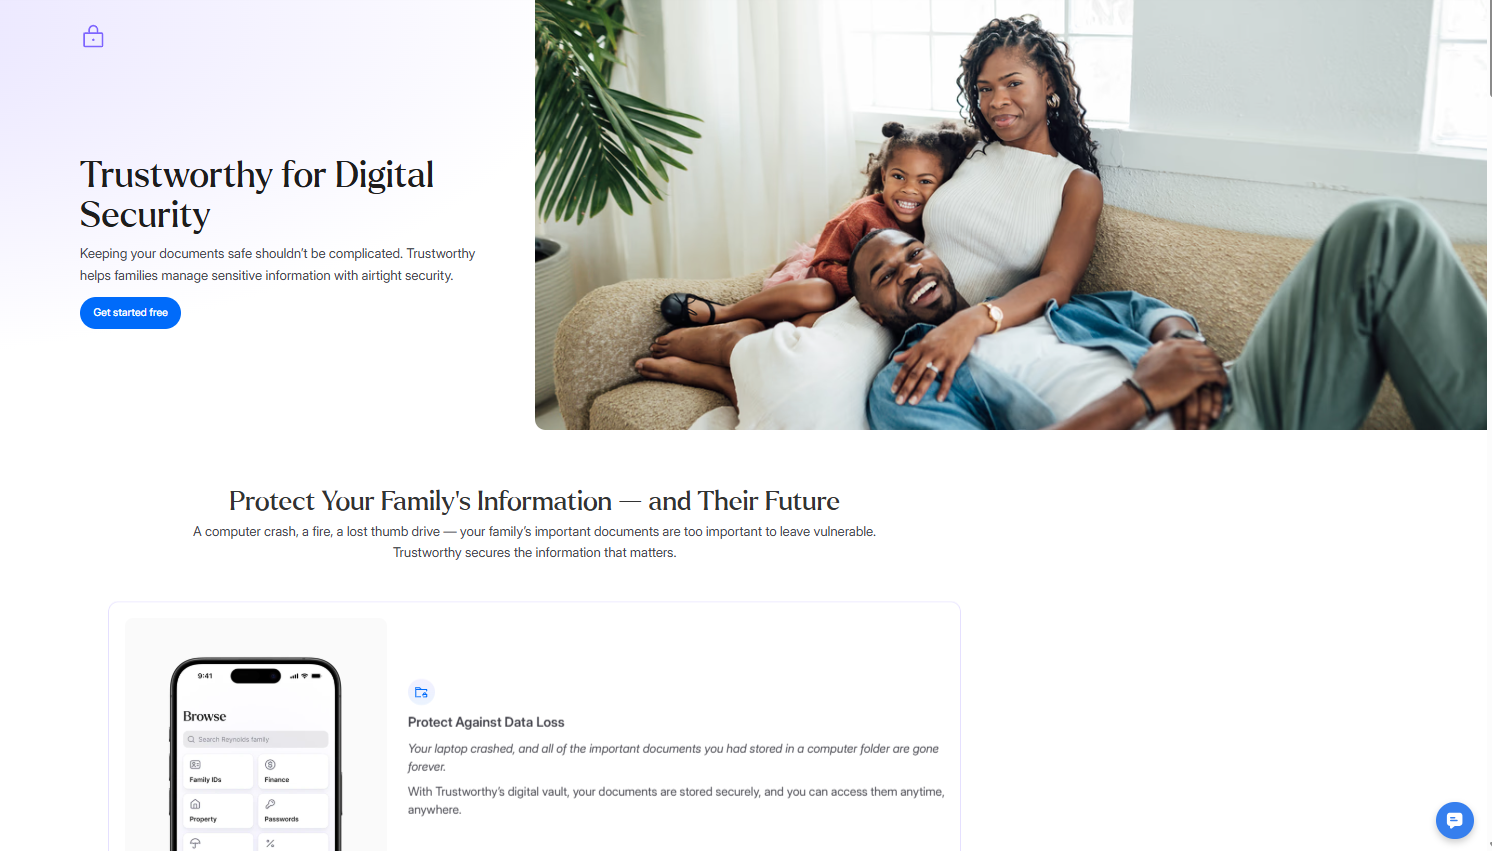 Trustworthy for Digital
Security
Keeping your documents safe shouldn't be complicated. Trustworthy
helps families manage sensitive information with airtight security.
Get started free
Protect Your Family's Information — and Their Future
A computer crash, a fire, a lost thumb drive — your family's important documents are too important to leave vulnerable.
Trustworthy secures the information that matters.
9:41
Browse
Search Reynolds family
Family IDs
Finance
Property
Passwords
Protect Against Data Loss
Your laptop crashed, and all of the important documents you had stored in a computer folder are gone
forever.
With Trustworthy's digital vault, your documents are stored securely, and you can access them anytime,
anywhere.